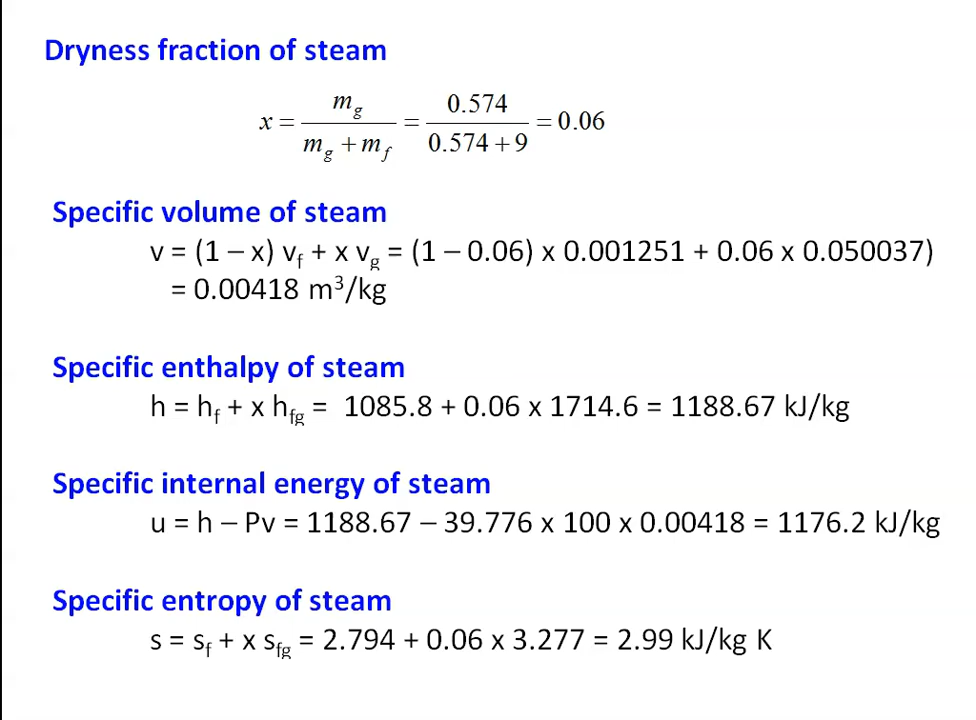 Dryness fraction of steam
x = m_g / (m_g + m_f) = 0.574 / (0.574 + 9) = 0.06
Specific volume of steam
v = (1 – x) v_f + x v_g = (1 – 0.06) x 0.001251 + 0.06 x 0.050037)
= 0.00418 m³/kg
Specific enthalpy of steam
h = h_f + x h_fg = 1085.8 + 0.06 x 1714.6 = 1188.67 kJ/kg
Specific internal energy of steam
u = h – Pv = 1188.67 – 39.776 x 100 x 0.00418 = 1176.2 kJ/kg
Specific entropy of steam
s = s_f + x s_fg = 2.794 + 0.06 x 3.277 = 2.99 kJ/kg K